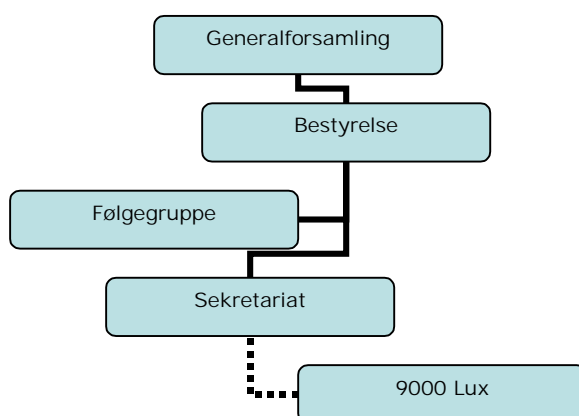 Generalforsamling
Bestyrelse
Følgegruppe
Sekretariat
9000 Lux